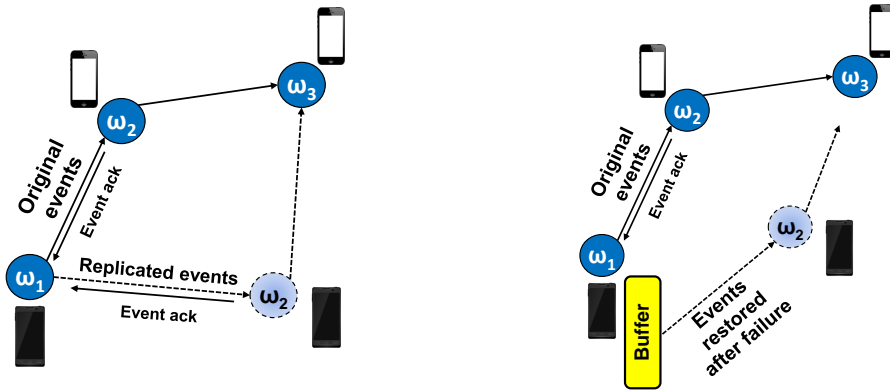 ω3
ω2
Original
events
Event ack
ω1
Replicated events
Event ack
ω2
ω3
ω2
Original
events
Event ack
ω1
ω2
Buffer
Events
restored
after failure